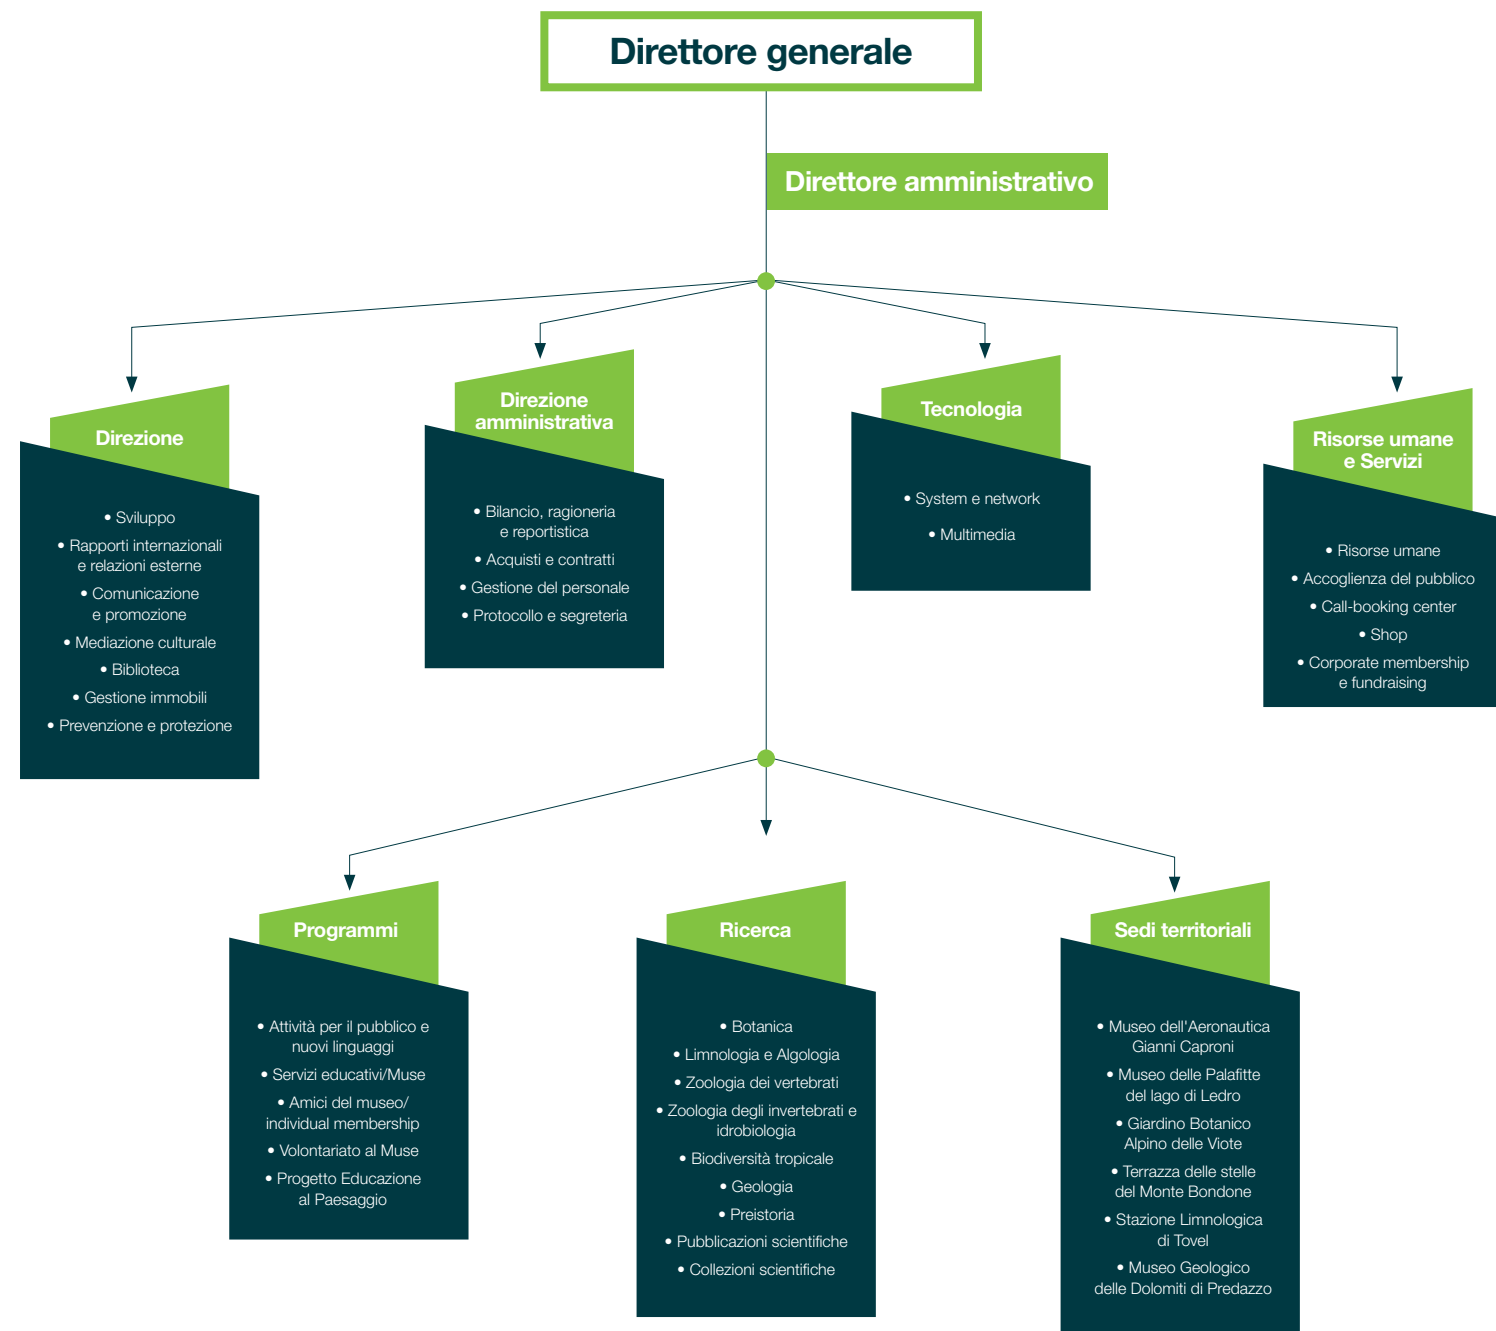 Direttore generale
Direttore amministrativo
Direzione
• Sviluppo
• Rapporti internazionali
e relazioni esterne
• Comunicazione
e promozione
• Mediazione culturale
• Biblioteca
• Gestione immobili
• Prevenzione e protezione
Direzione
amministrativa
• Bilancio, ragioneria
e reportistica
• Acquisti e contratti
• Gestione del personale
• Protocollo e segreteria
Tecnologia
• System e network
• Multimedia
Risorse umane
e Servizi
• Risorse umane
• Accoglienza del pubblico
• Call-booking center
• Shop
• Corporate membership
e fundraising
Programmi
• Attività per il pubblico e
nuovi linguaggi
• Servizi educativi/Muse
• Amici del museo/
individual membership
• Volontariato al Muse
• Progetto Educazione
al Paesaggio
Ricerca
• Botanica
• Limnologia e Algologia
• Zoologia dei vertebrati
• Zoologia degli invertebrati e
idrobiologia
• Biodiversità tropicale
• Geologia
• Preistoria
• Pubblicazioni scientifiche
• Collezioni scientifiche
Sedi territoriali
• Museo dell'Aeronautica
Gianni Caproni
• Museo delle Palafitte
del lago di Ledro
• Giardino Botanico
Alpino delle Viote
• Terrazza delle stelle
del Monte Bondone
• Stazione Limnologica
di Tovel
• Museo Geologico
delle Dolomiti di Predazzo